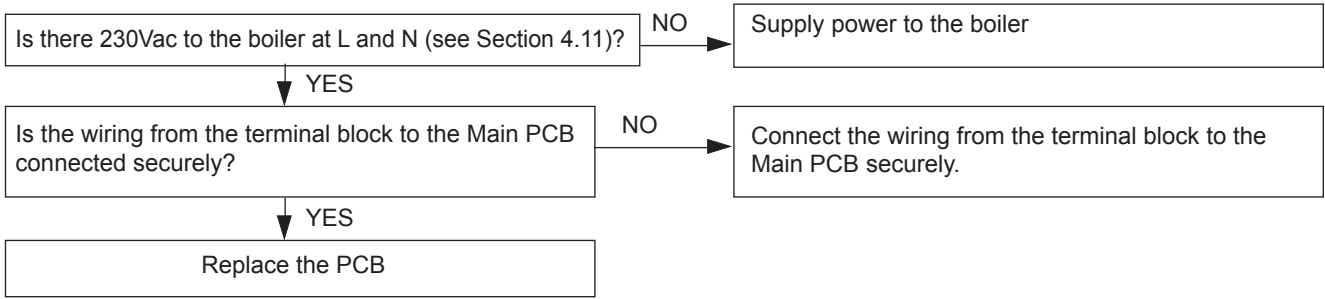 Is there 230Vac to the boiler at L and N (see Section 4.11)?
NO
Supply power to the boiler
YES
Is the wiring from the terminal block to the Main PCB
connected securely?
NO
Connect the wiring from the terminal block to the
Main PCB securely.
YES
Replace the PCB